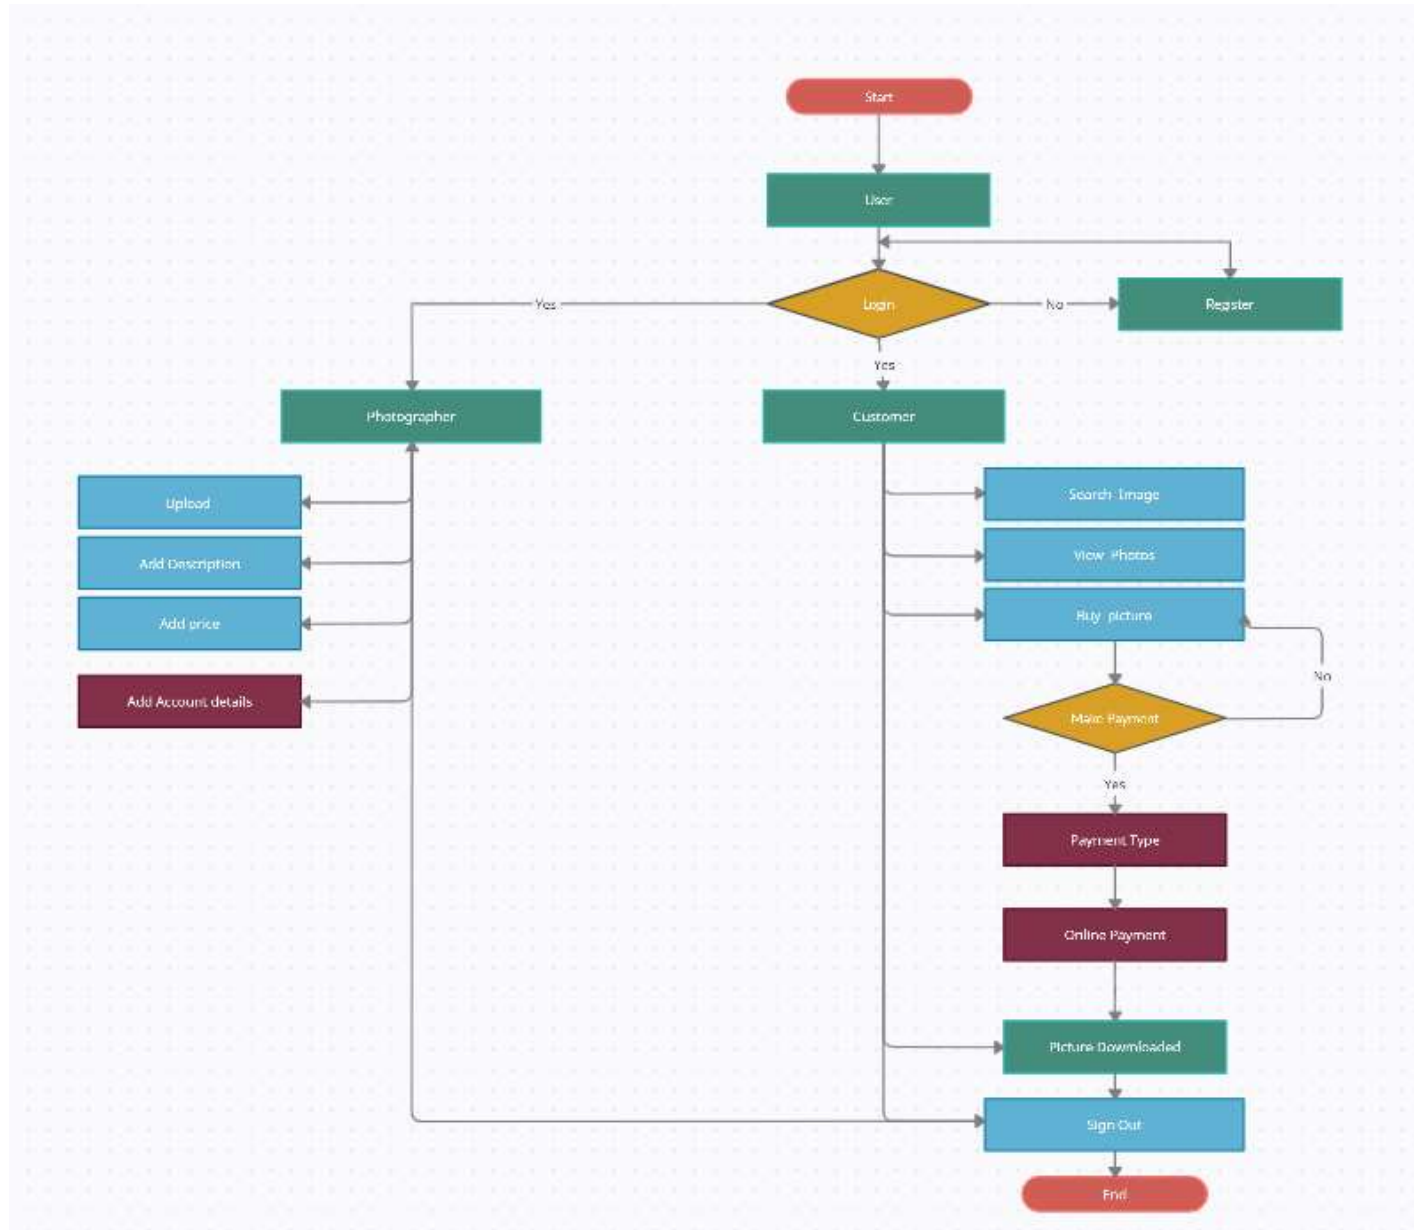 Start
User
Login
Yes
No
Register
Yes
Photographer
Customer
Upload
Search Image
Add Description
View Photos
Add price
Buy picture
No
Add Account details
Make Payment
Yes
Payment Type
Online Payment
Picture Downloaded
Sign Out
End